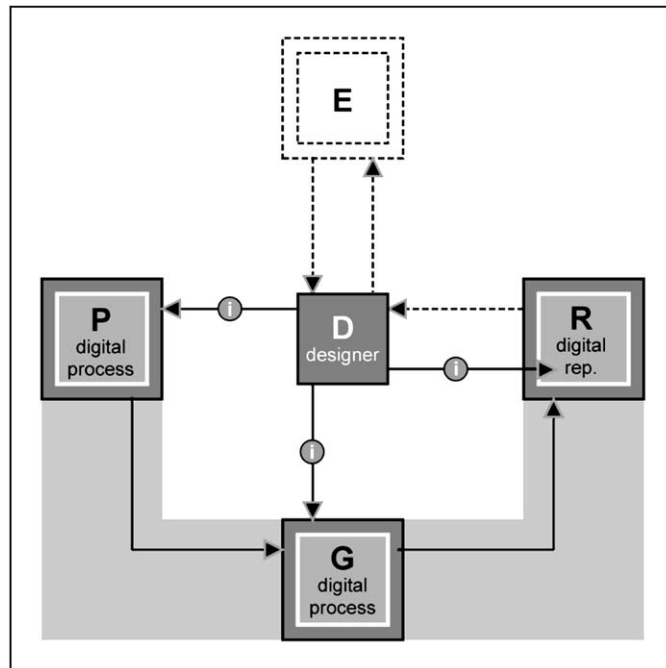 E
P
digital
process
i
D
designer
i
R
digital
rep.
i
G
digital
process